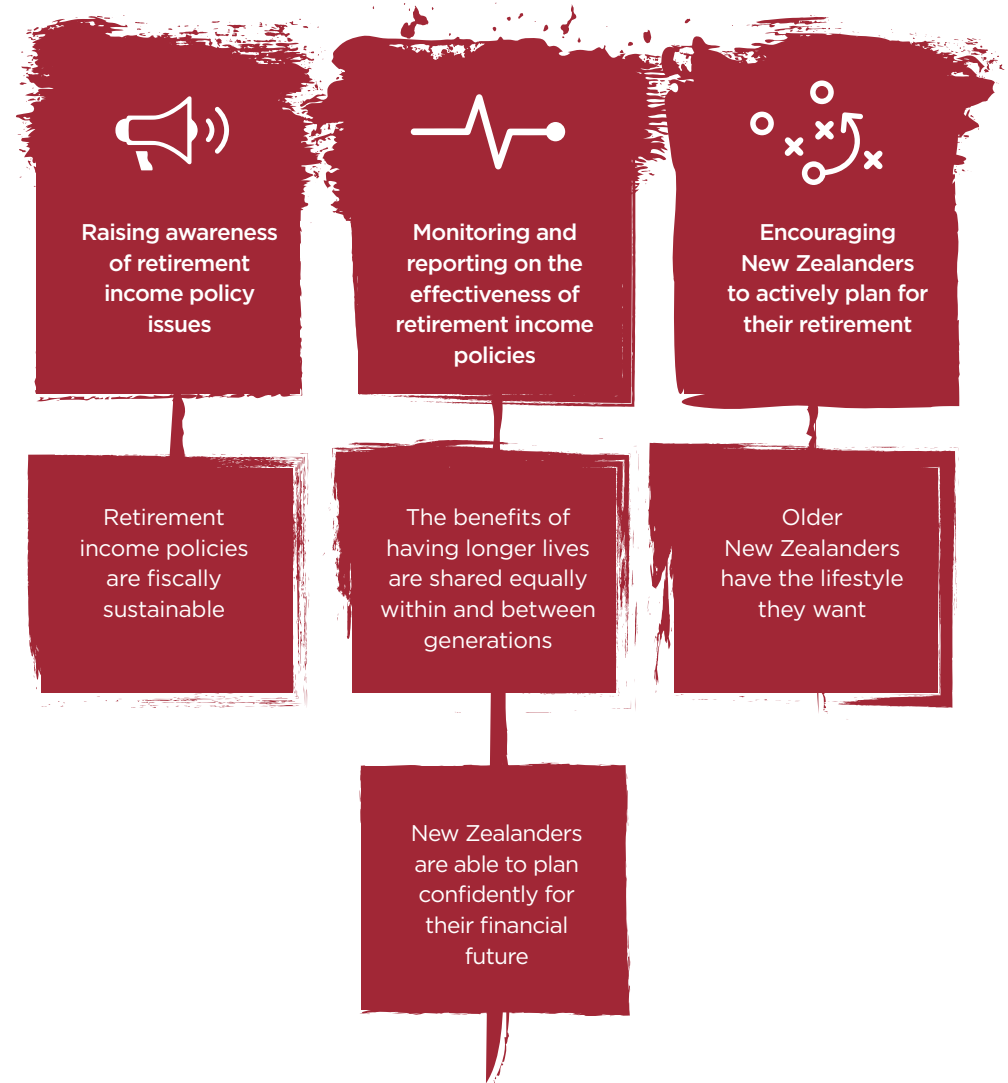 Raising awareness
of retirement
income policy
issues
Monitoring and
reporting on the
effectiveness of
retirement income
policies
Encouraging
New Zealanders
to actively plan for
their retirement
Retirement
income policies
are fiscally
sustainable
The benefits of
having longer lives
are shared equally
within and between
generations
Older
New Zealanders
have the lifestyle
they want
New Zealanders
are able to plan
confidently for
their financial
future